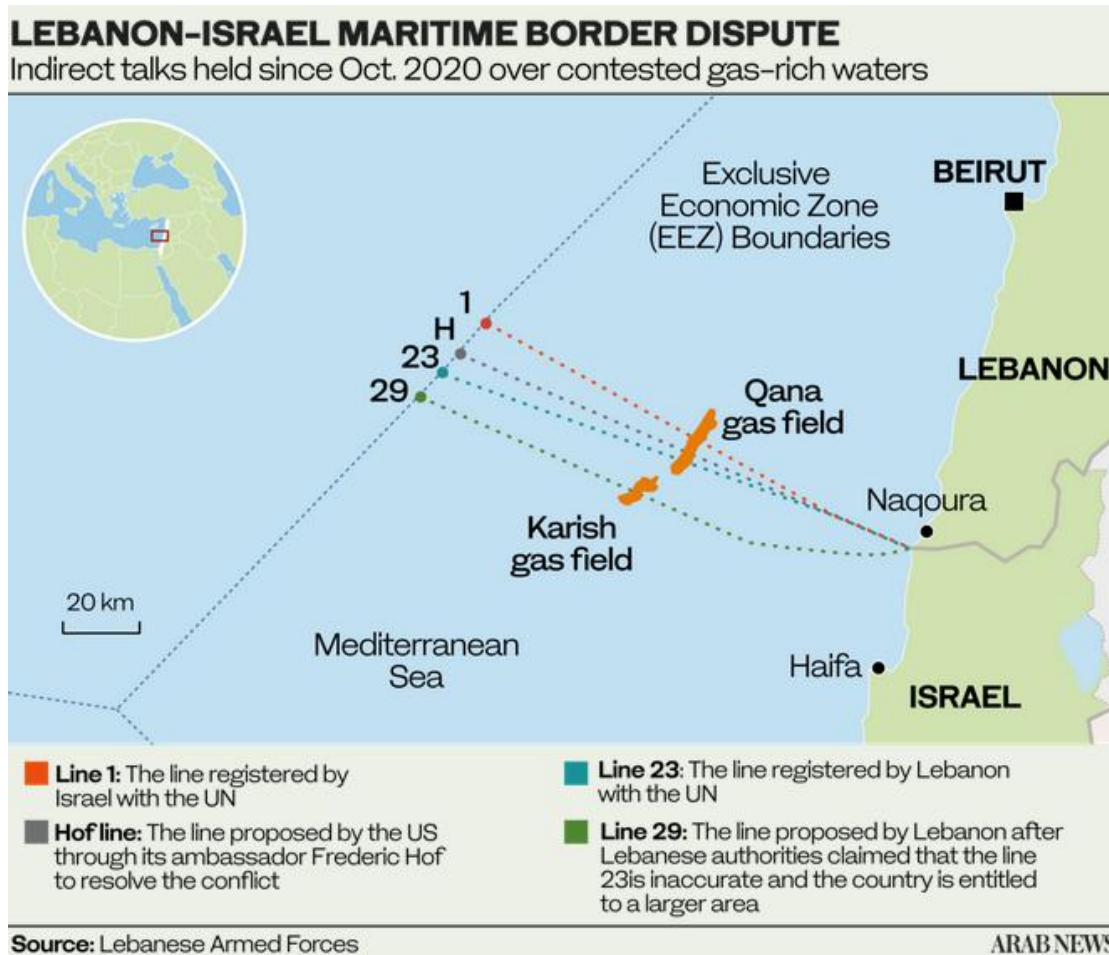 LEBANON-ISRAEL MARITIME BORDER DISPUTE
Indirect talks held since Oct. 2020 over contested gas-rich waters
Exclusive
Economic Zone
(EEZ) Boundaries
BEIRUT
1
H
23
29
LEBANON
Qana
gas field
Naqoura
Karish
gas field
20 km
Mediterranean
Sea
Haifa
ISRAEL
Line 1: The line registered by
Israel with the UN
Hof line: The line proposed by the US
through its ambassador Frederic Hof
to resolve the conflict
Line 23: The line registered by Lebanon
with the UN
Line 29: The line proposed by Lebanon after
Lebanese authorities claimed that the line
23is inaccurate and the country is entitled
to a larger area
Source: Lebanese Armed Forces
ARAB NEWS